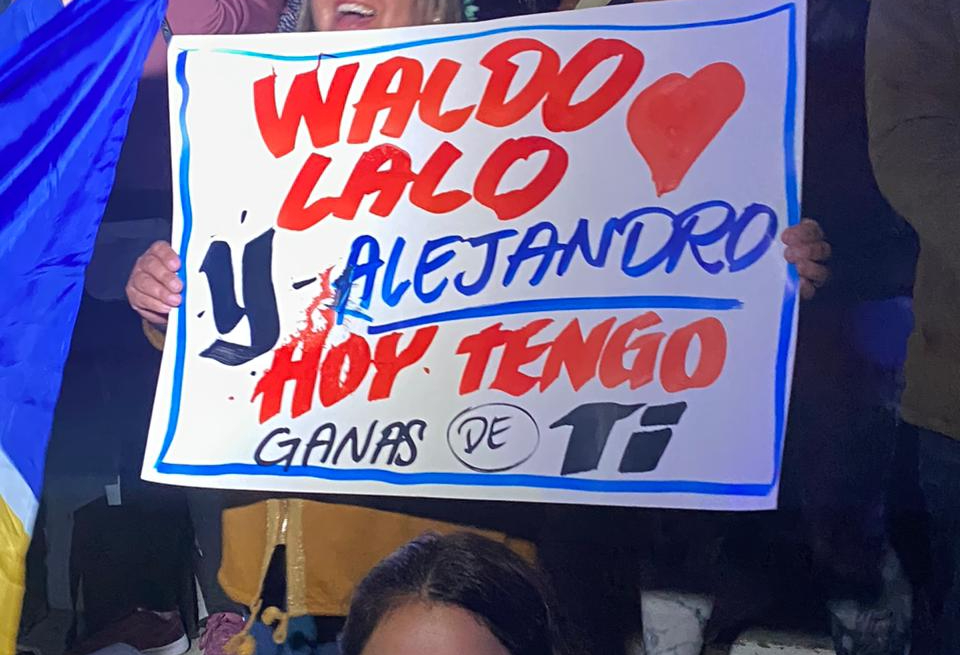 WALDO
LALO
Y - ALEJANDRO
HOY TENGO
GANAS DE Ti